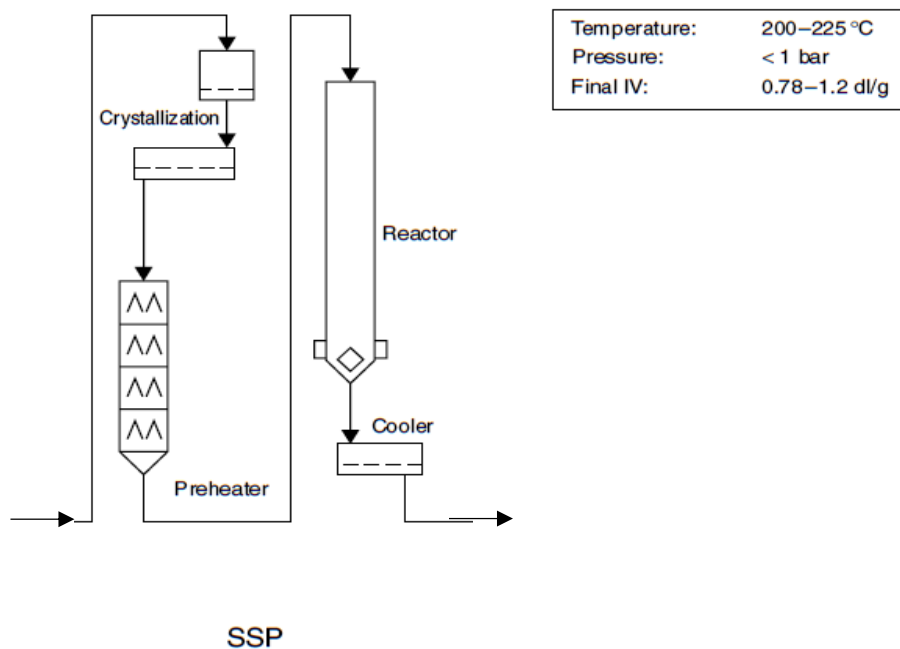 Temperature: 200–225 °C
Pressure: < 1 bar
Final IV: 0.78–1.2 dl/g
Crystallization
Reactor
Cooler
Preheater
SSP